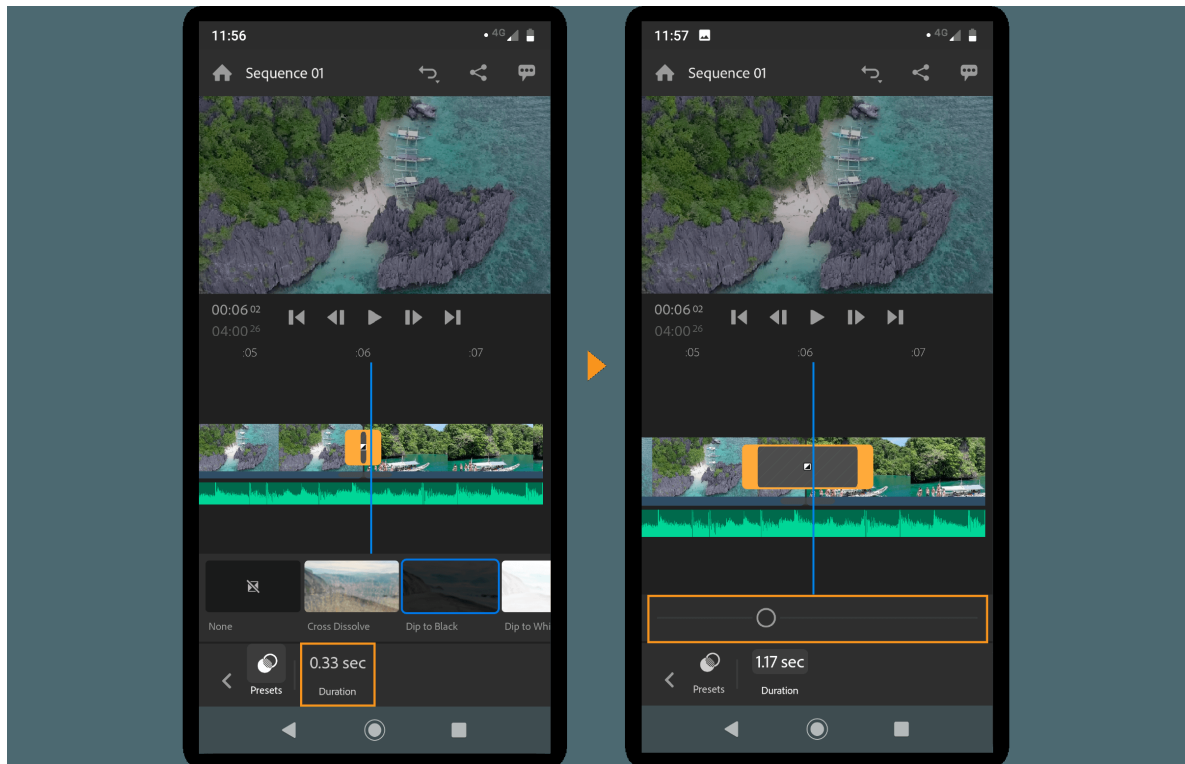 11:56
4G
Sequence 01
00:06 02
04:00 26
:05 :06 :07
None Cross Dissolve Dip to Black Dip to Whi
0.33 sec
Presets Duration
11:57
4G
Sequence 01
00:06 02
04:00 26
:05 :06 :07
1.17 sec
Presets Duration